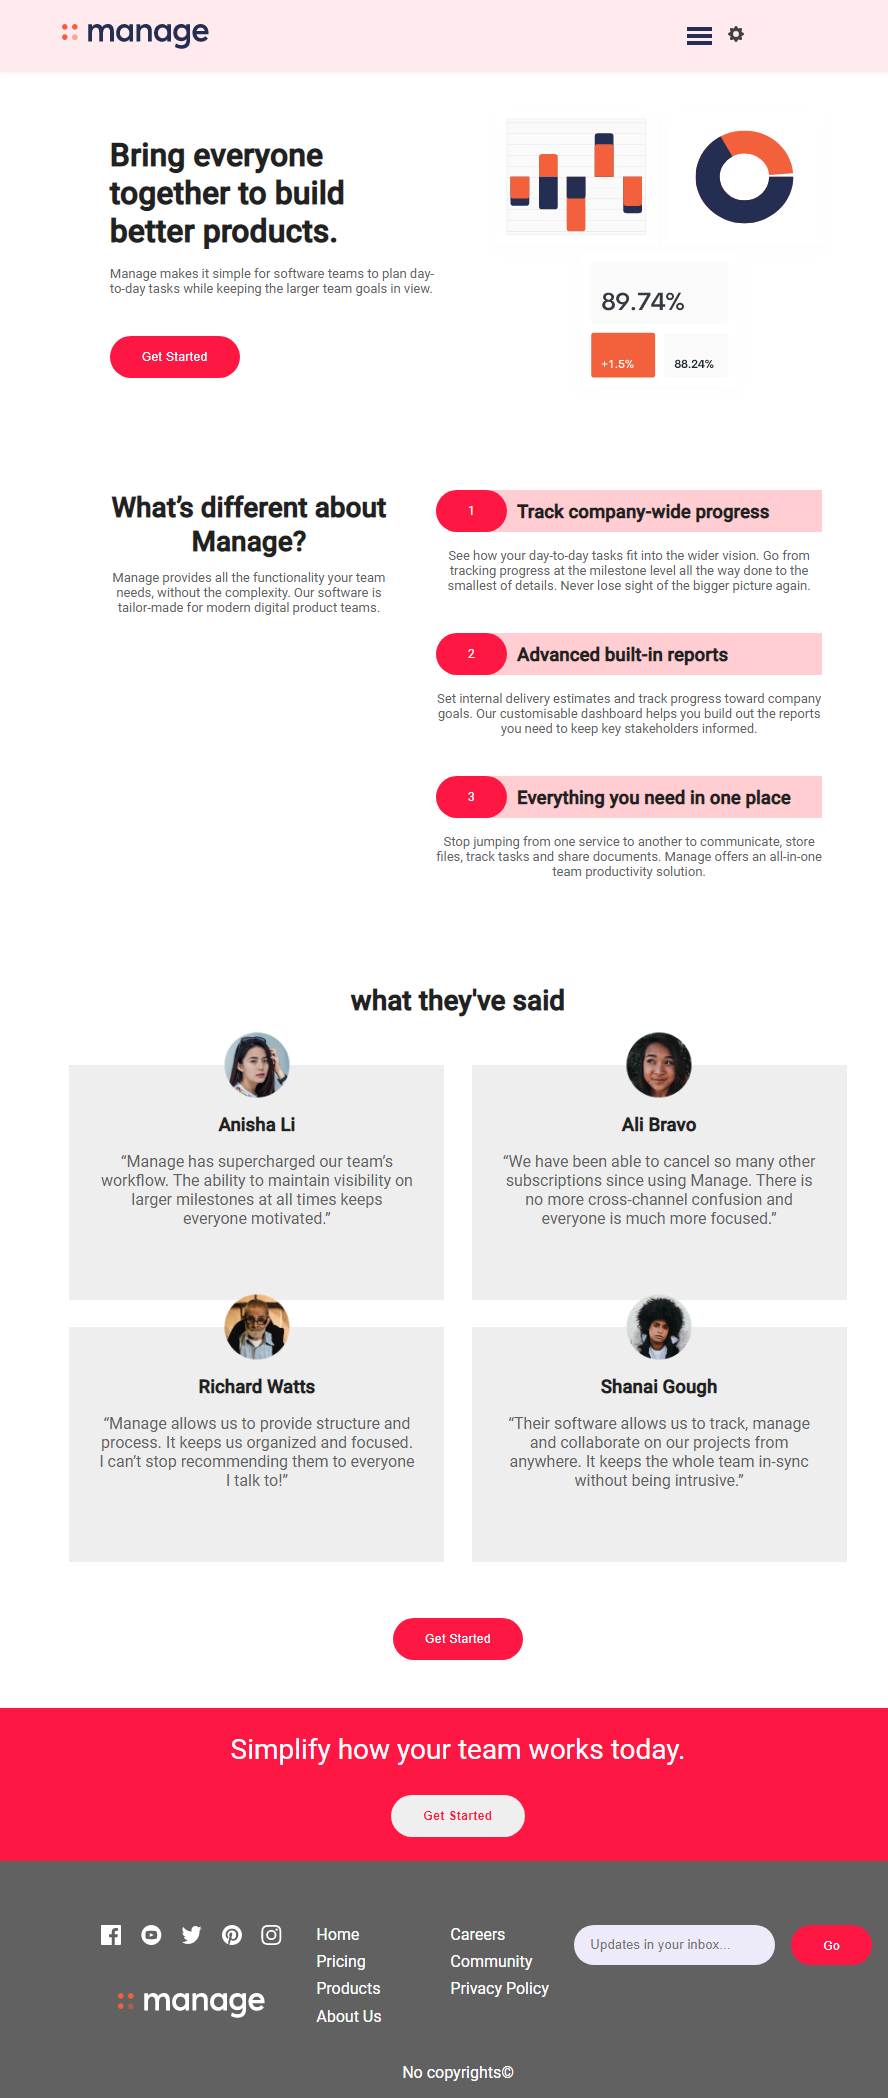 manage
Bring everyone
together to build
better products.
Manage makes it simple for software teams to plan day-
to-day tasks while keeping the larger team goals in view.
Get Started
89.74%
+1.5%
88.24%
What’s different about
Manage?
Manage provides all the functionality your team
needs, without the complexity. Our software is
tailor-made for modern digital product teams.
1
Track company-wide progress
See how your day-to-day tasks fit into the wider vision. Go from
tracking progress at the milestone level all the way done to the
smallest of details. Never lose sight of the bigger picture again.
2
Advanced built-in reports
Set internal delivery estimates and track progress toward company
goals. Our customisable dashboard helps you build out the reports
you need to keep key stakeholders informed.
3
Everything you need in one place
Stop jumping from one service to another to communicate, store
files, track tasks and share documents. Manage offers an all-in-one
team productivity solution.
what they've said
Anisha Li
“Manage has supercharged our team’s
workflow. The ability to maintain visibility on
larger milestones at all times keeps
everyone motivated.”
Ali Bravo
“We have been able to cancel so many other
subscriptions since using Manage. There is
no more cross-channel confusion and
everyone is much more focused.”
Richard Watts
“Manage allows us to provide structure and
process. It keeps us organized and focused.
I can’t stop recommending them to everyone
I talk to!”
Shanai Gough
“Their software allows us to track, manage
and collaborate on our projects from
anywhere. It keeps the whole team in-sync
without being intrusive.”
Get Started
Simplify how your team works today.
Get Started
manage
Home
Pricing
Products
About Us
Careers
Community
Privacy Policy
Updates in your inbox...
Go
No copyrights©